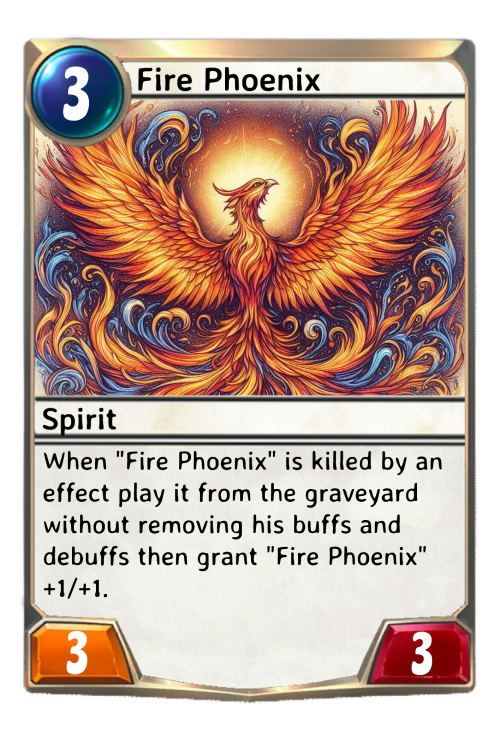 3
Fire Phoenix
Spirit
When "Fire Phoenix" is killed by an
effect play it from the graveyard
without removing his buffs and
debuffs then grant "Fire Phoenix"
+1/+1.
3
3